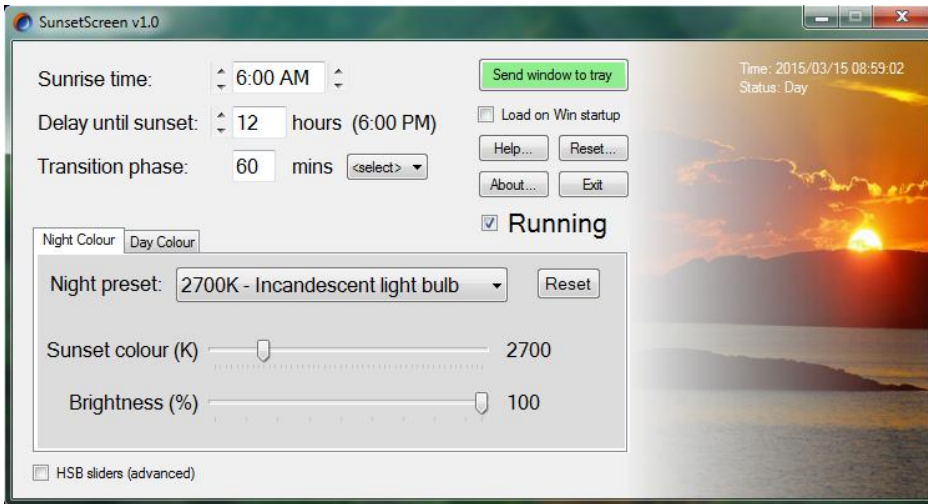 SunsetScreen v1.0
Sunrise time: 6:00 AM
Delay until sunset: 12 hours (6:00 PM)
Transition phase: 60 mins <select>
Send window to tray
Load on Win startup
Help... Reset...
About... Exit
Running
Time: 2015/03/15 08:59:02
Status: Day
Night Colour Day Colour
Night preset: 2700K - Incandescent light bulb Reset
Sunset colour (K) 2700
Brightness (%) 100
HSB sliders (advanced)